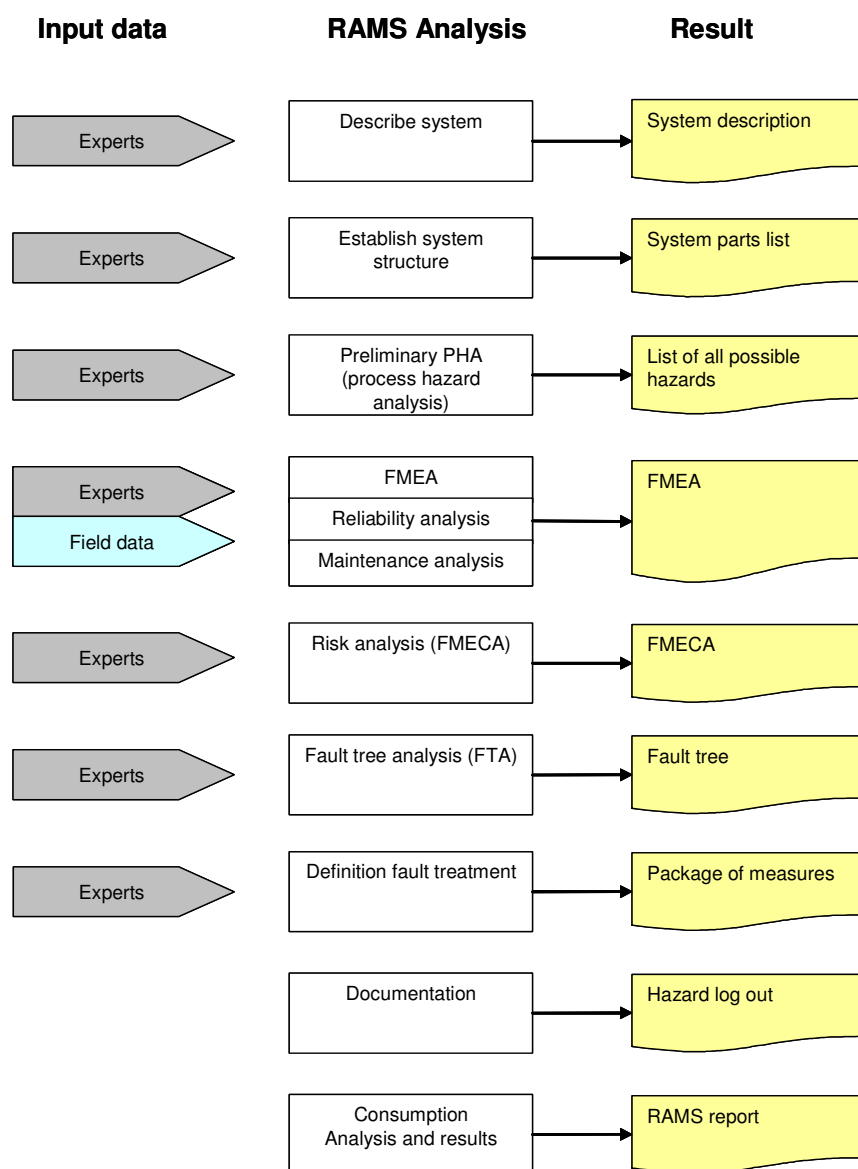 Input data
RAMS Analysis
Result
Experts
Describe system
System description
Experts
Establish system
structure
System parts list
Experts
Preliminary PHA
(process hazard
analysis)
List of all possible
hazards
Experts
Field data
FMEA
Reliability analysis
Maintenance analysis
FMEA
Experts
Risk analysis (FMECA)
FMECA
Experts
Fault tree analysis (FTA)
Fault tree
Experts
Definition fault treatment
Package of measures
Documentation
Hazard log out
Consumption
Analysis and results
RAMS report